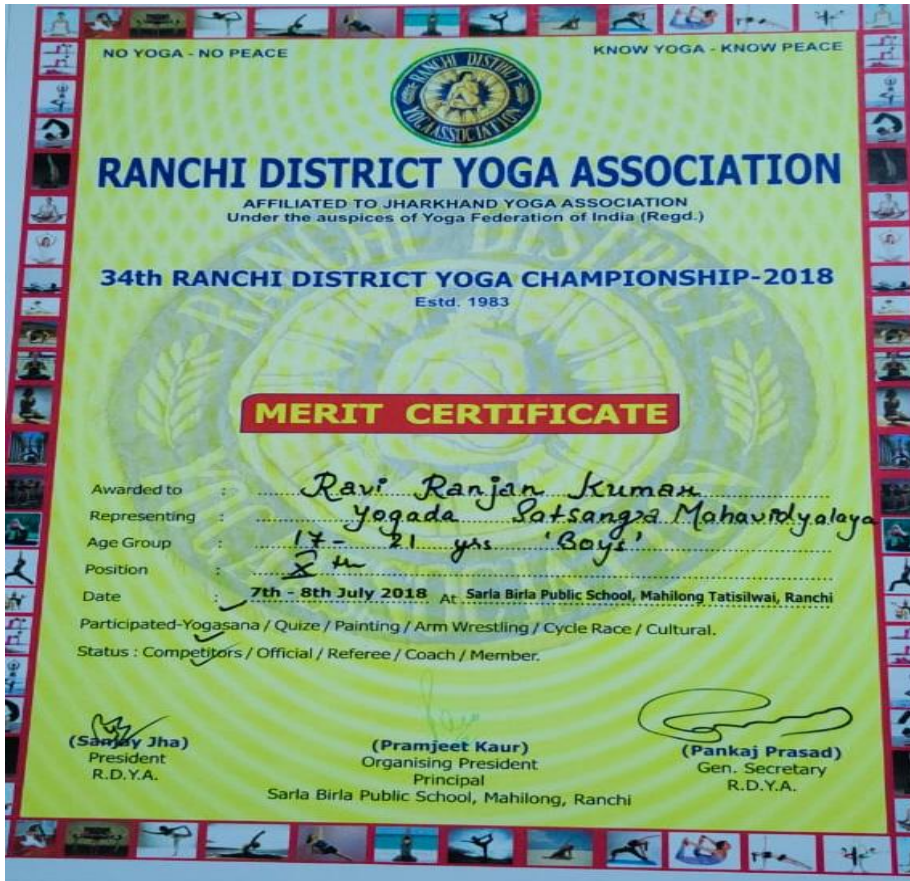 NO YOGA - NO PEACE
KNOW YOGA - KNOW PEACE
RANCHI DISTRICT YOGA ASSOCIATION
RANCHI DISTRICT YOGA ASSOCIATION
AFFILIATED TO JHARKHAND YOGA ASSOCIATION
Under the auspices of Yoga Federation of India (Regd.)
RANCHI DISTRICT YOGA ASSOCIATION
34th RANCHI DISTRICT YOGA CHAMPIONSHIP-2018
Estd. 1983
MERIT CERTIFICATE
Awarded to : Ravi Ranjan Kumar
Representing : Yogada Satsanga Mahavidyalaya
Age Group : 17 - 21 yrs 'Boys'
Position : X th
Date : 7th - 8th July 2018 At Sarla Birla Public School, Mahilong Tatisilwai, Ranchi
Participated-Yogasana / Quize / Painting / Arm Wrestling / Cycle Race / Cultural.
Status : Competitors / Official / Referee / Coach / Member.
(Sanjay Jha)
President
R.D.Y.A.
(Pramjeet Kaur)
Organising President
Principal
Sarla Birla Public School, Mahilong, Ranchi
(Pankaj Prasad)
Gen. Secretary
R.D.Y.A.